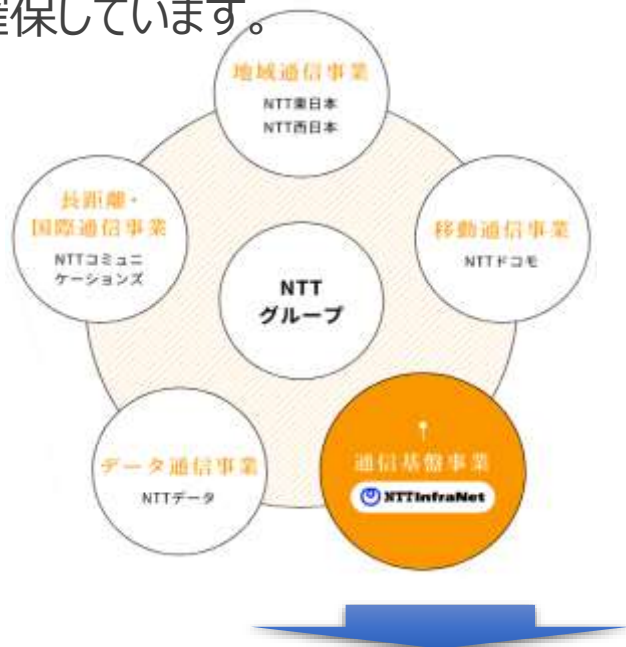 確保しています。
地域通信事業
NTT東日本
NTT西日本
長距離・
国際通信事業
NTTコミュニ
ケーションズ
移動通信事業
NTTドコモ
NTT
グループ
データ通信事業
NTTデータ
通信基盤事業
NTTInfraNet